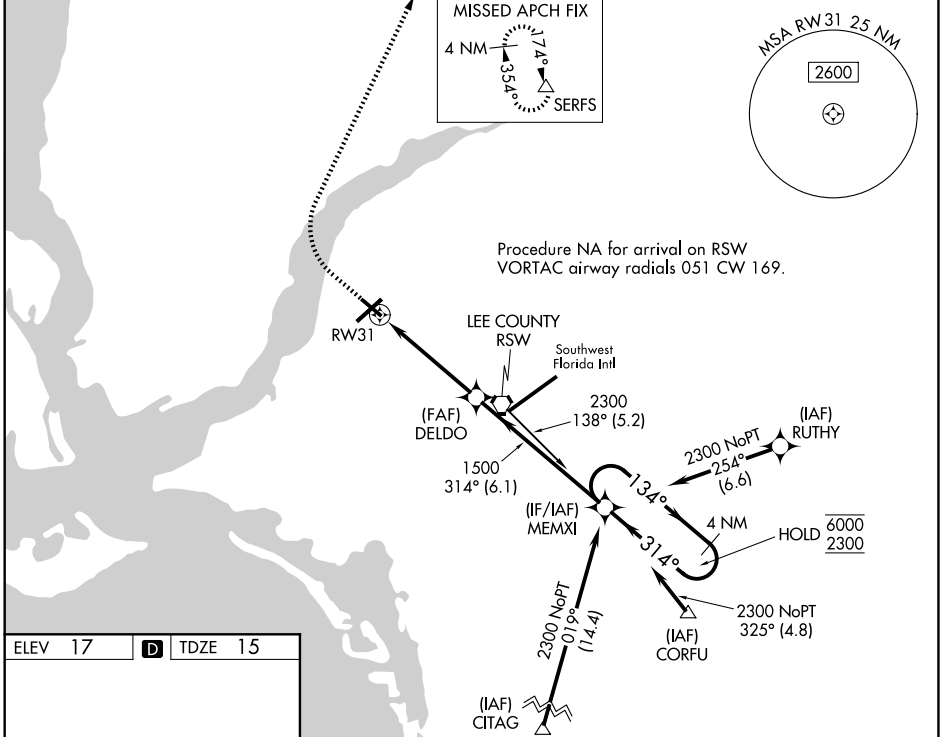 MISSED APCH FIX
4 NM
174°
354°
SERFS
MSA RW 31 25 NM
2600
Procedure NA for arrival on RSW
VORTAC airway radials 051 CW 169.
RW31
LEE COUNTY
RSW
Southwest
Florida Intl
2300
138° (5.2)
(FAF)
DELDO
1500
314° (6.1)
(IAF)
RUTHY
2300 NoPT
254°
(6.6)
(IF/IAF)
MEMXI
134°
4 NM
314°
HOLD 6000
2300
2300 NoPT
325° (4.8)
(IAF)
CORFU
2300 NoPT
019°
(14.4)
(IAF)
CITAG
ELEV 17 D TDZE 15